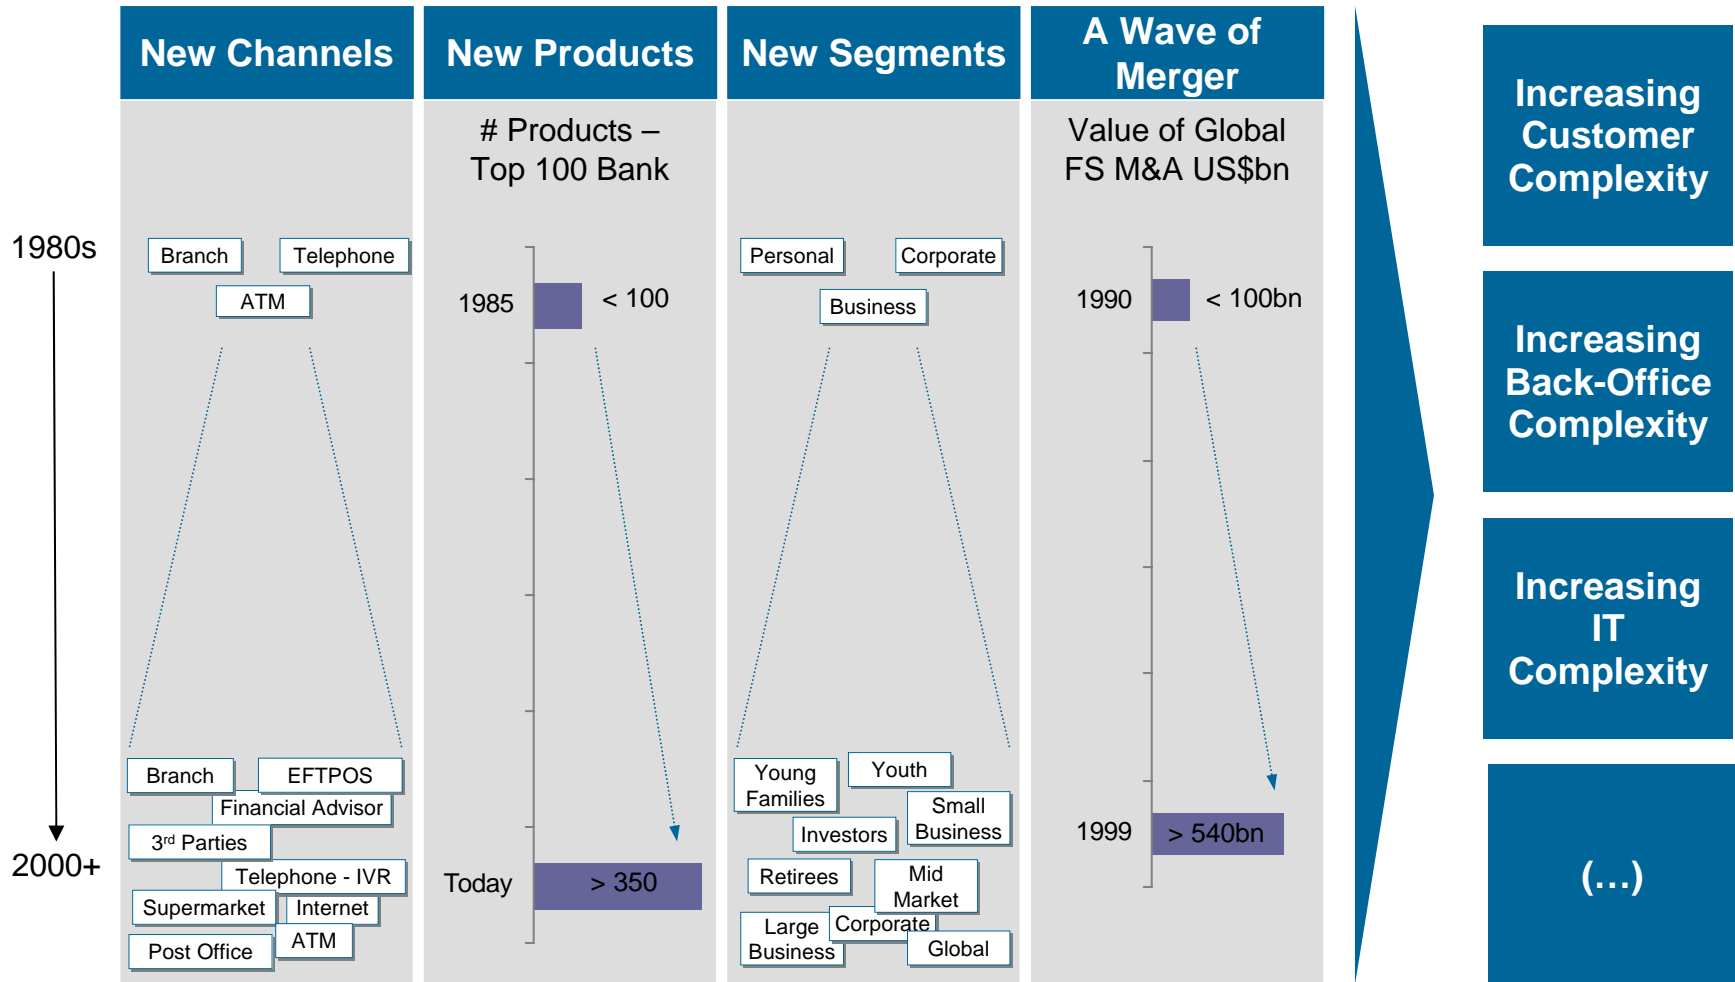 New Channels
New Products
New Segments
A Wave of
Merger
# Products –
Top 100 Bank
Value of Global
FS M&A US$bn
1980s
2000+
Branch
Telephone
ATM
Branch
EFTPOS
Financial Advisor
3rd Parties
Telephone - IVR
Supermarket
Internet
Post Office
ATM
1985
< 100
Today
> 350
Personal
Corporate
Business
Young
Families
Youth
Small
Business
Investors
Retirees
Mid
Market
Large
Business
Corporate
Global
1990
< 100bn
1999
> 540bn
Increasing
Customer
Complexity
Increasing
Back-Office
Complexity
Increasing
IT
Complexity
(…)